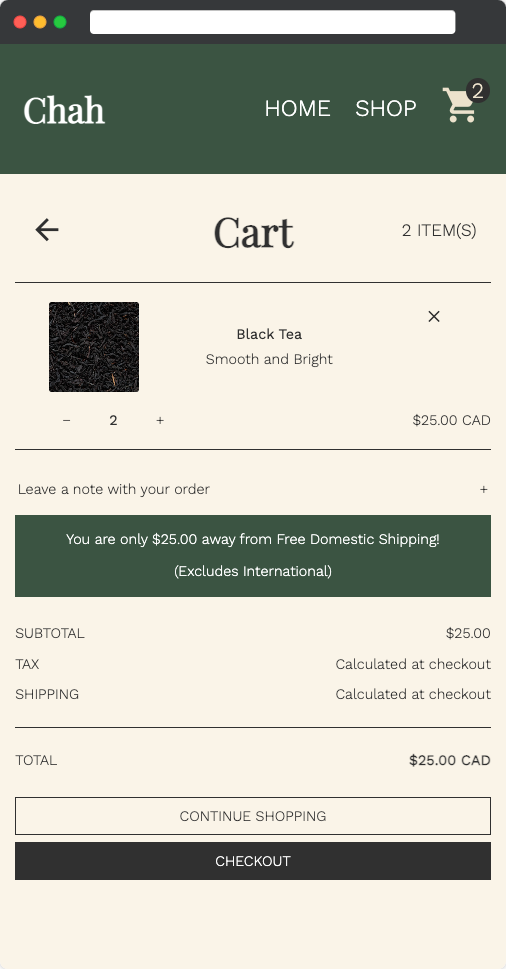 Chah
HOME SHOP 2
Cart
2 ITEM(S)
Black Tea
Smooth and Bright
− 2 +
$25.00 CAD
Leave a note with your order +
You are only $25.00 away from Free Domestic Shipping!
(Excludes International)
SUBTOTAL $25.00
TAX Calculated at checkout
SHIPPING Calculated at checkout
TOTAL $25.00 CAD
CONTINUE SHOPPING
CHECKOUT